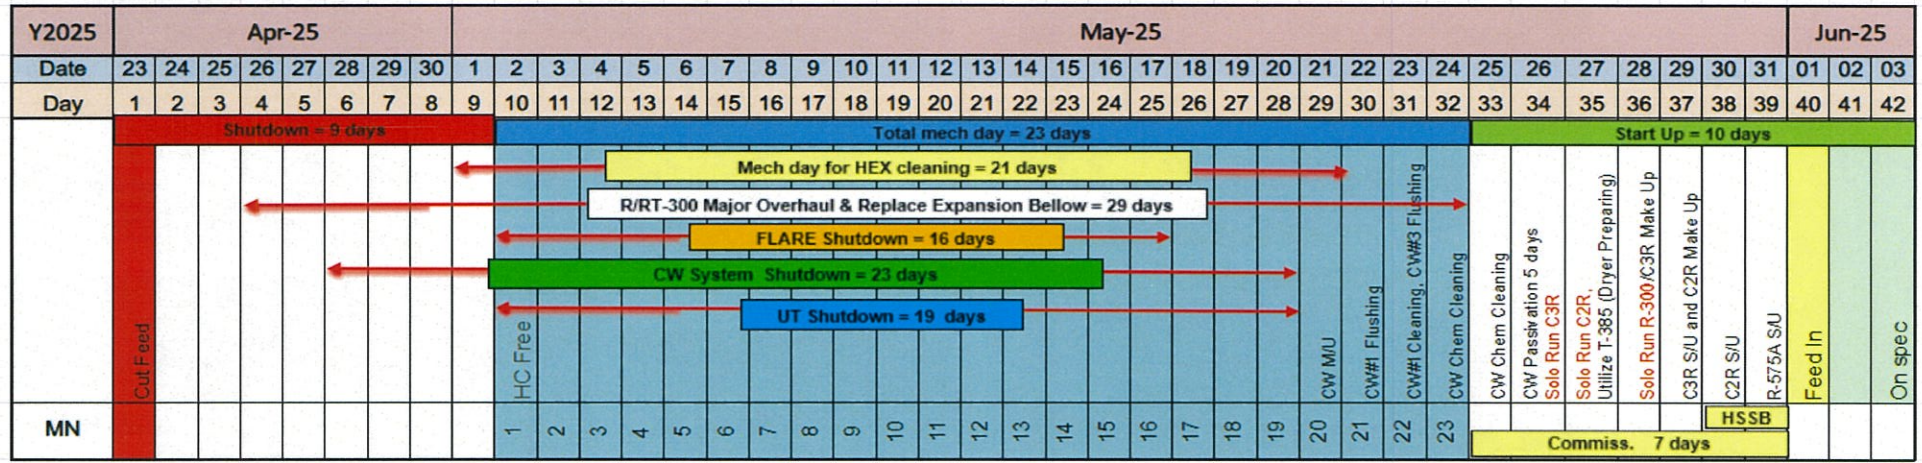 Y2025 Apr-25 May-25 Jun-25
Date 23 24 25 26 27 28 29 30 1 2 3 4 5 6 7 8 9 10 11 12 13 14 15 16 17 18 19 20 21 22 23 24 25 26 27 28 29 30 31 01 02 03
Day 1 2 3 4 5 6 7 8 9 10 11 12 13 14 15 16 17 18 19 20 21 22 23 24 25 26 27 28 29 30 31 32 33 34 35 36 37 38 39 40 41 42
Shutdown = 9 days Total mech day = 23 days Start Up = 10 days
Mech day for HEX cleaning = 21 days
R/RT-300 Major Overhaul & Replace Expansion Bellow = 29 days
FLARE Shutdown = 16 days
CW System Shutdown = 23 days
UT Shutdown = 19 days
Cut Feed
HC Free
CW M/U
CW#1 Flushing
CW#1 Cleaning, CW#3 Flushing
CW Chem Cleaning
CW Chem Cleaning
CW Passivation 5 days
Solo Run C3R
Solo Run C2R,
Utilize T-385 (Dryer Preparing)
Solo Run R-300/C3R Make Up
C3R S/U and C2R Make Up
C2R S/U
R-575A S/U
Feed In
On spec
MN 1 2 3 4 5 6 7 8 9 10 11 12 13 14 15 16 17 18 19 20 21 22 23
HSSB
Commiss. 7 days